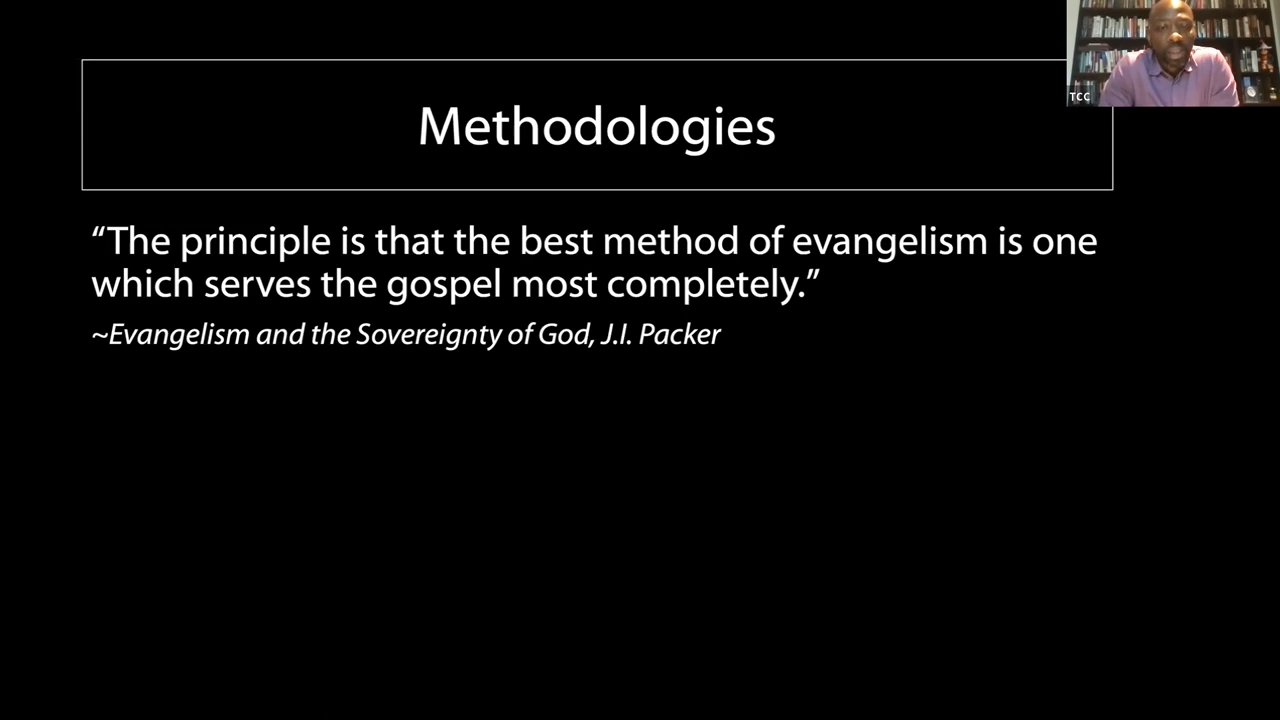 Methodologies
“The principle is that the best method of evangelism is one
which serves the gospel most completely.”
~Evangelism and the Sovereignty of God, J.I. Packer
TCC